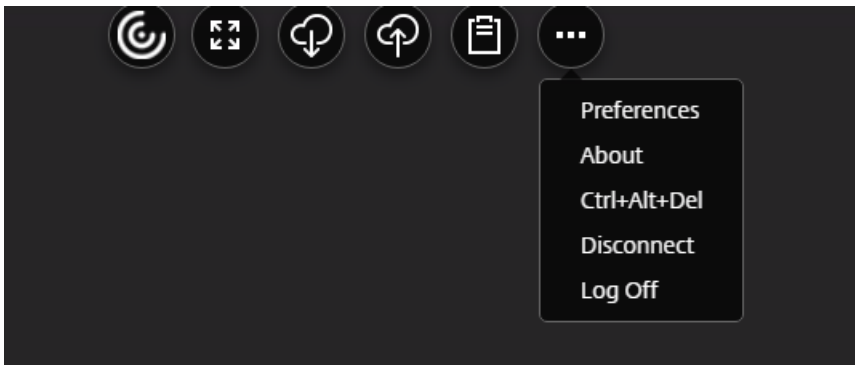 Preferences
About
Ctrl+Alt+Del
Disconnect
Log Off